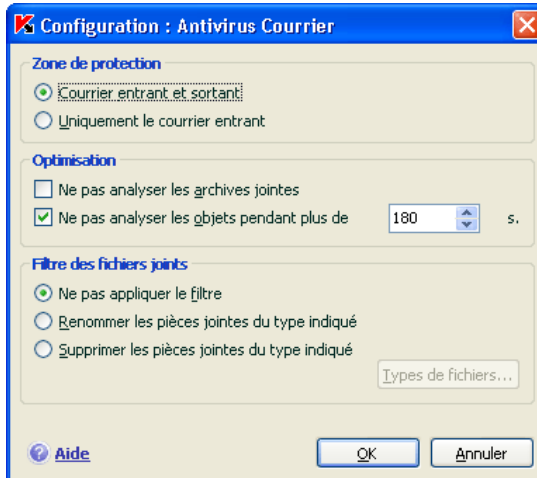 Configuration : Antivirus Courrier
Zone de protection
Courrier entrant et sortant
Uniquement le courrier entrant
Optimisation
Ne pas analyser les archives jointes
Ne pas analyser les objets pendant plus de 180 s.
Filtre des fichiers joints
Ne pas appliquer le filtre
Renommer les pièces jointes du type indiqué
Supprimer les pièces jointes du type indiqué
Types de fichiers...
Aide OK Annuler